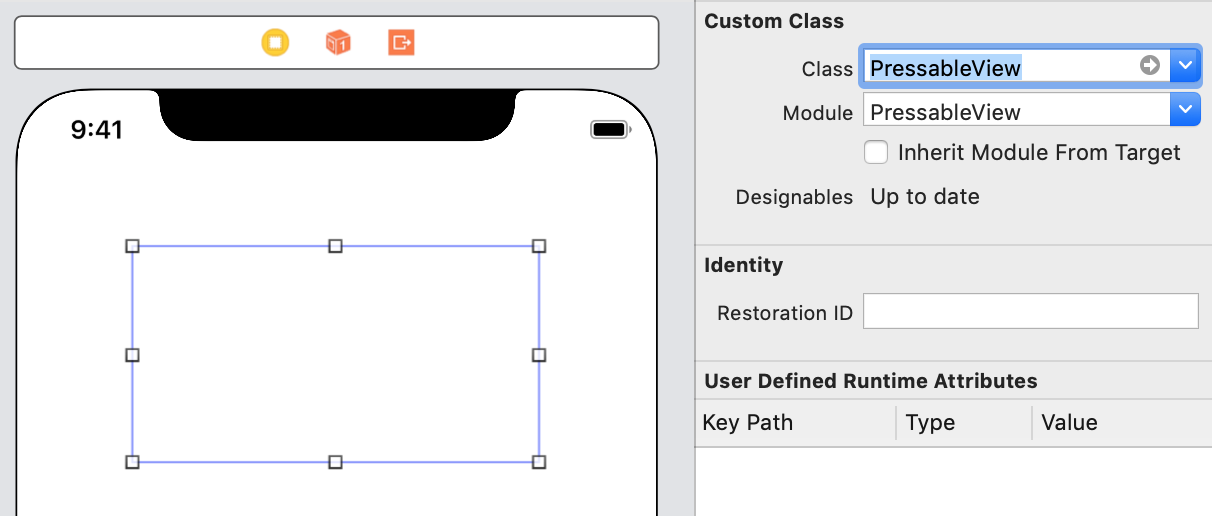 1
9:41
Custom Class
Class PressableView
Module PressableView
Inherit Module From Target
Designables Up to date
Identity
Restoration ID
User Defined Runtime Attributes
Key Path Type Value